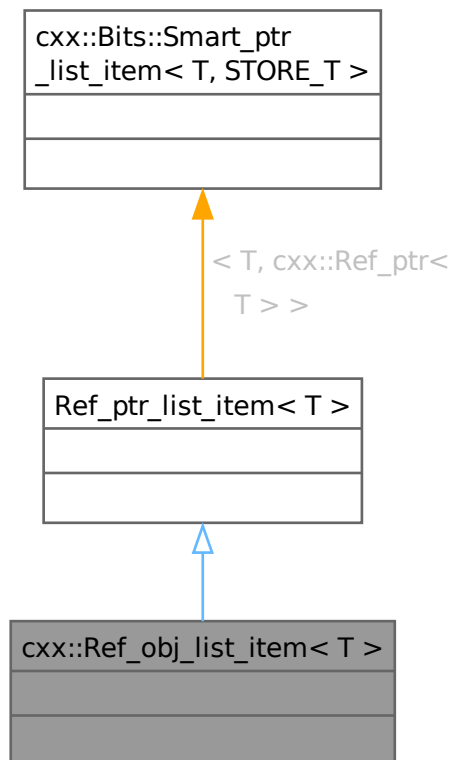 cxx::Bits::Smart_ptr
_list_item< T, STORE_T >
< T, cxx::Ref_ptr<
T > >
Ref_ptr_list_item< T >
cxx::Ref_obj_list_item< T >